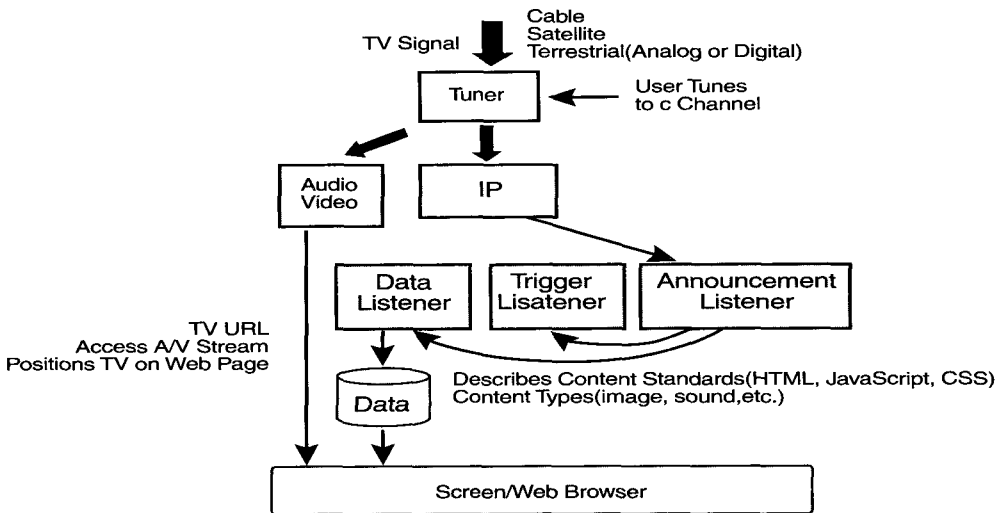 Cable
Satellite
Terrestrial(Analog or Digital)
TV Signal
Tuner
User Tunes
to c Channel
Audio
Video
IP
Data
Listener
Trigger
Lisatener
Announcement
Listener
TV URL
Access A/V Stream
Positions TV on Web Page
Describes Content Standards(HTML, JavaScript, CSS)
Content Types(image, sound,etc.)
Data
Screen/Web Browser